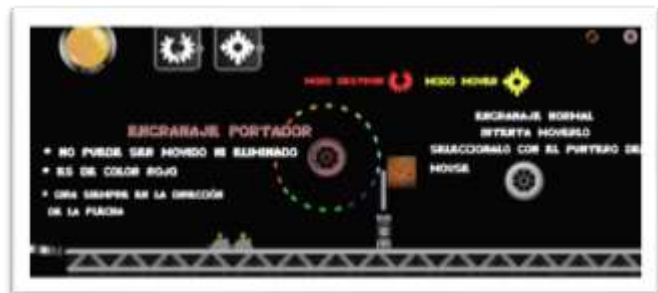 MODO DESTRUIR MODO MOVER
ENGRANAJE PORTADOR
* NO PUEDE SER MOVIDO NI ELIMINADO
* ES DE COLOR ROJO
* GIRA SIEMPRE EN LA DIRECCIÓN
DE LA FLECHA
ENGRANAJE NORMAL
INTENTA MOVERLO
SELECCIONALO CON EL PUNTERO DEL
MOUSE